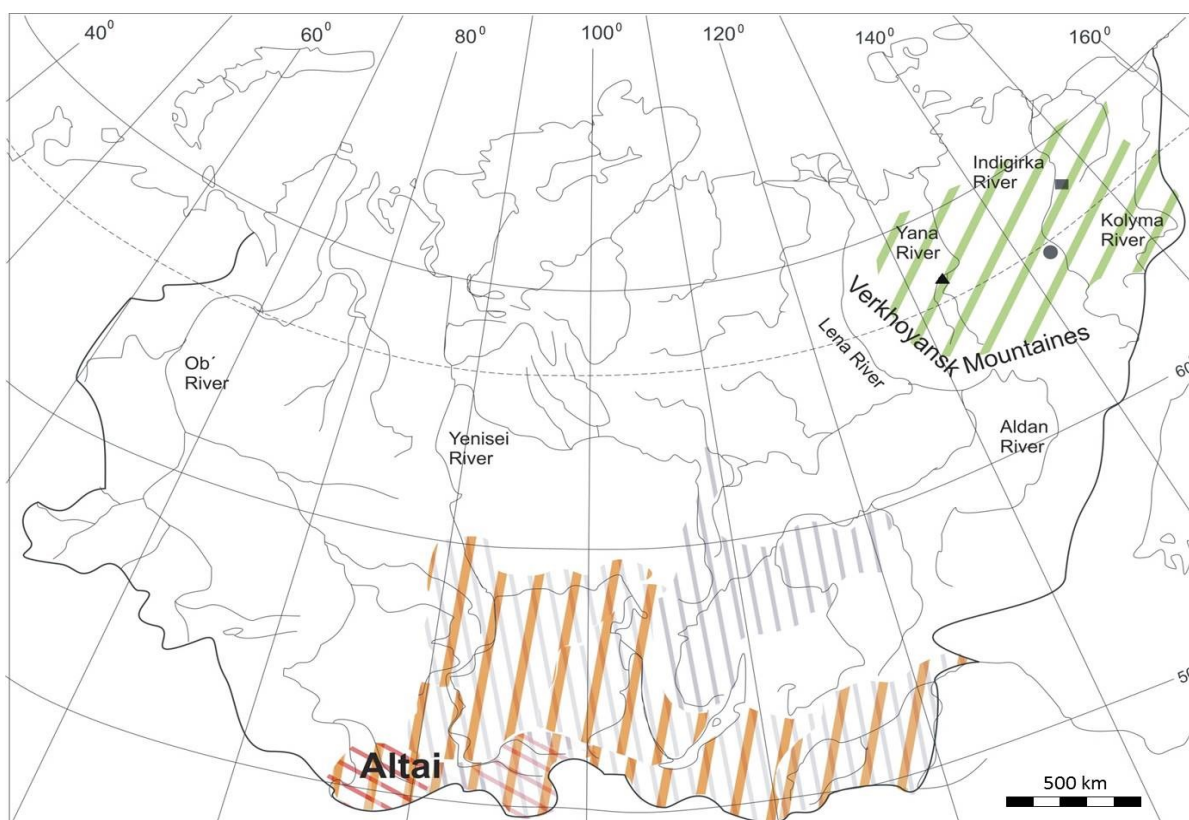 40⁰
60⁰
80⁰
100⁰
120⁰
140⁰
160⁰
Indigirka
River
Kolyma
River
Yana
River
Verkhoyansk
Mountaines
Lena River
Ob´
River
Yenisei
River
Aldan
River
60
50
Altai
500 km